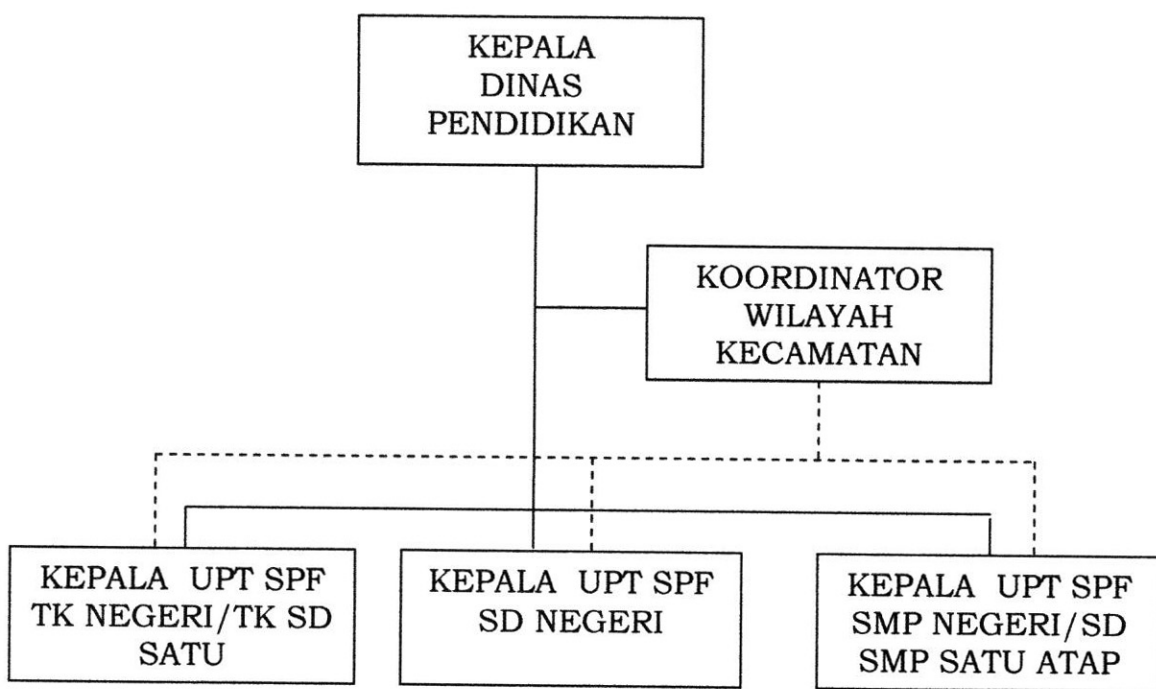 KEPALA
DINAS
PENDIDIKAN
KOORDINATOR
WILAYAH
KECAMATAN
KEPALA UPT SPF
TK NEGERI/TK SD
SATU
KEPALA UPT SPF
SD NEGERI
KEPALA UPT SPF
SMP NEGERI/SD
SMP SATU ATAP